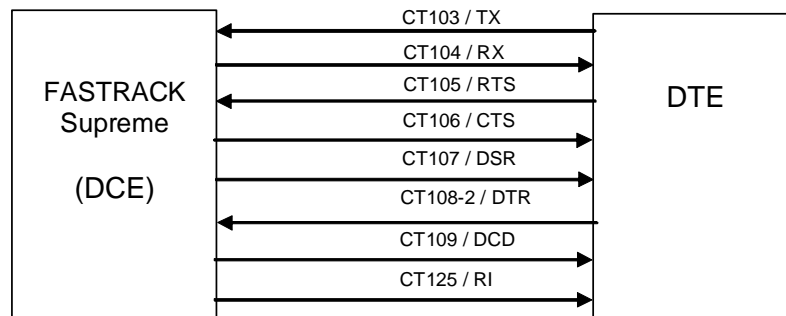 CT103 / TX
CT104 / RX
CT105 / RTS
CT106 / CTS
CT107 / DSR
CT108-2 / DTR
CT109 / DCD
CT125 / RI
FASTRACK
Supreme
(DCE)
DTE